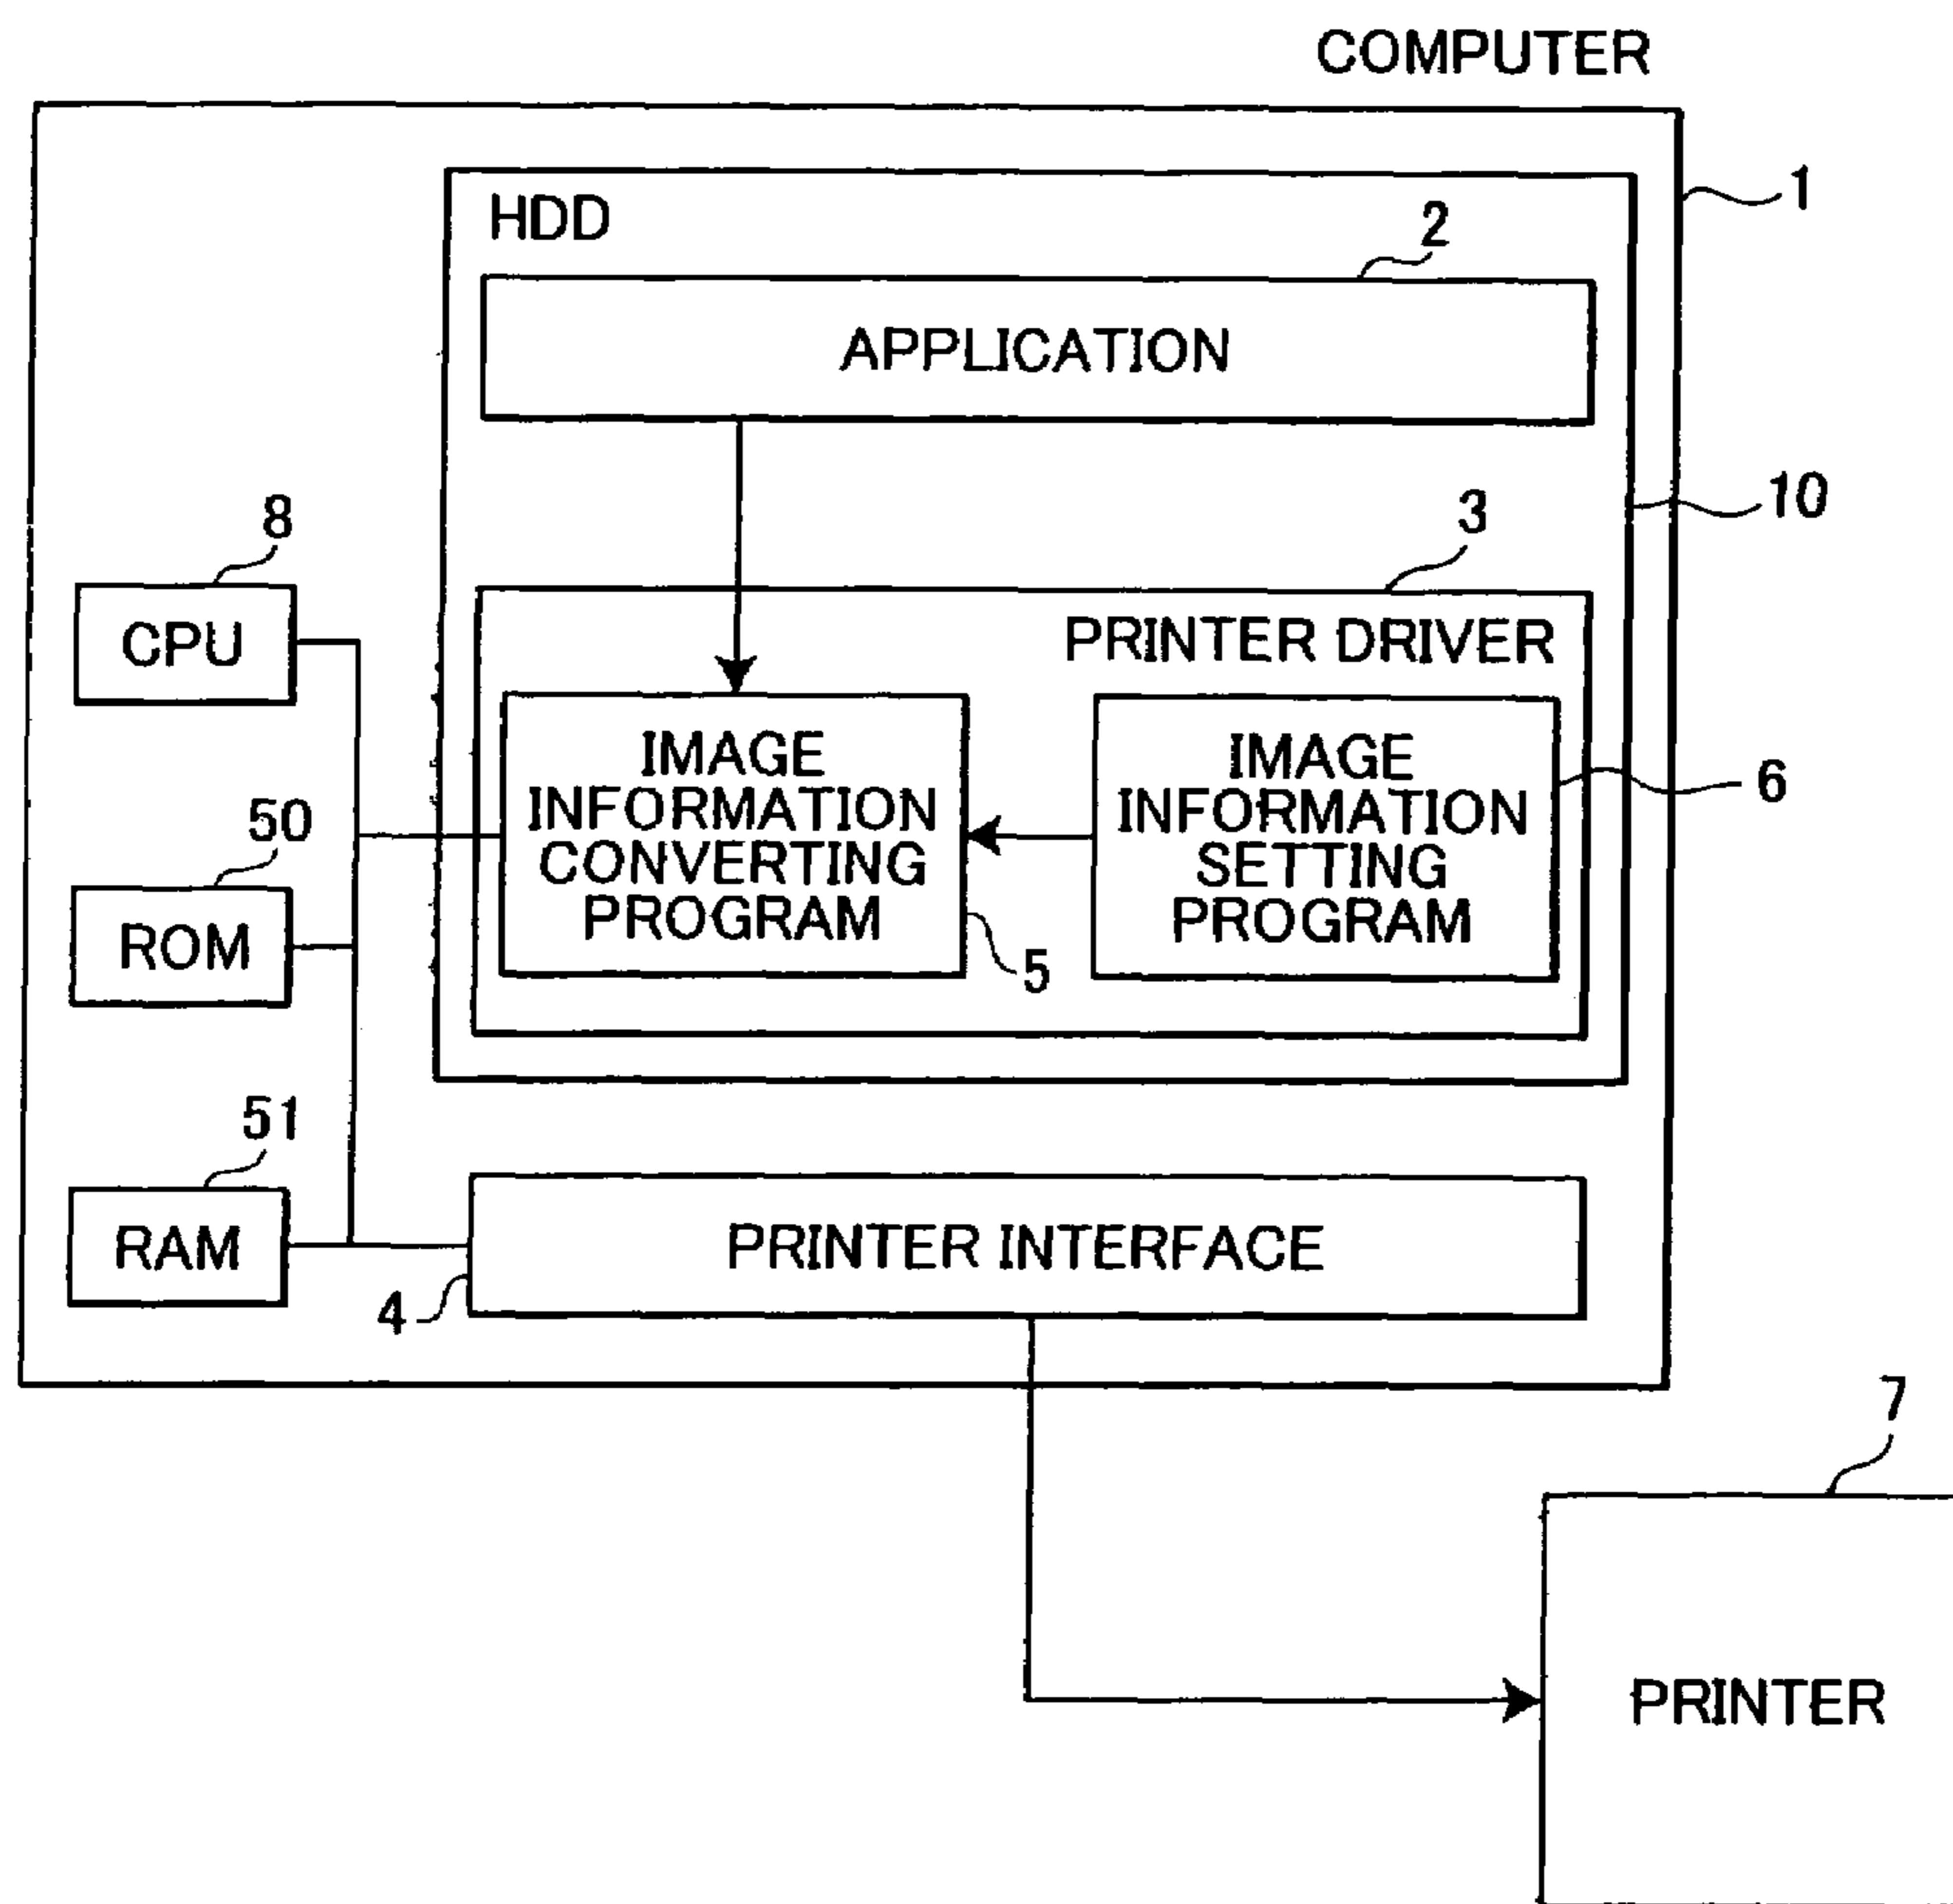 COMPUTER
1
HDD
2
APPLICATION
10
3
8
PRINTER DRIVER
CPU
IMAGE
INFORMATION
CONVERTING
PROGRAM
IMAGE
INFORMATION
SETTING
PROGRAM
6
50
ROM
5
51
RAM
PRINTER INTERFACE
4
7
PRINTER